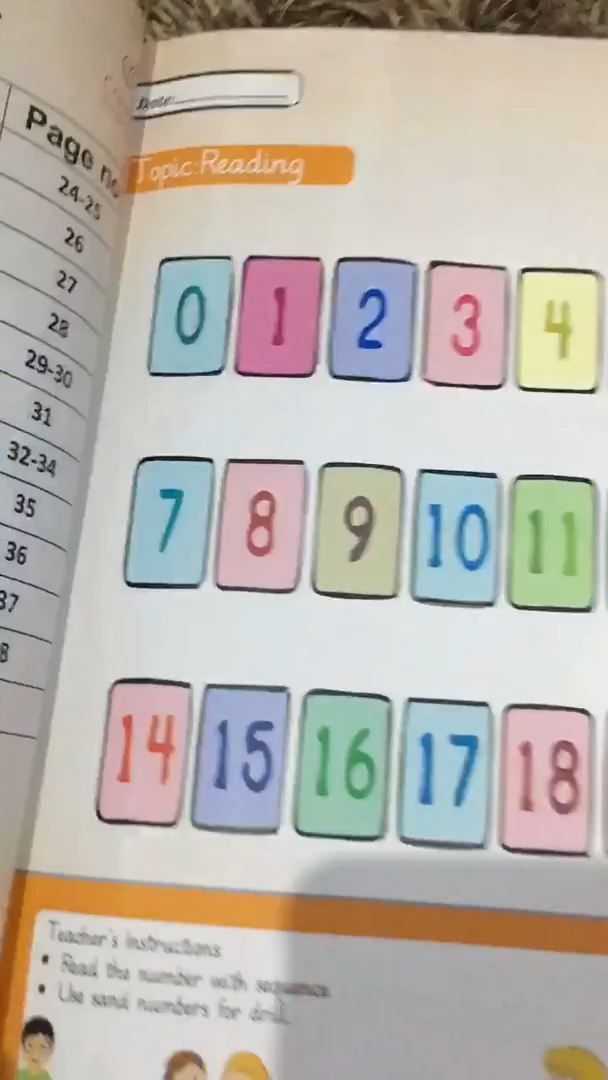 Page no
24-25
26
27
28
29-30
31
32-34
35
36
37
Topic:Reading
0 1 2 3 4
7 8 9 10 11
14 15 16 17 18
Teacher's Instructions
• Read the number with sequence.
• Use sand numbers for drill.